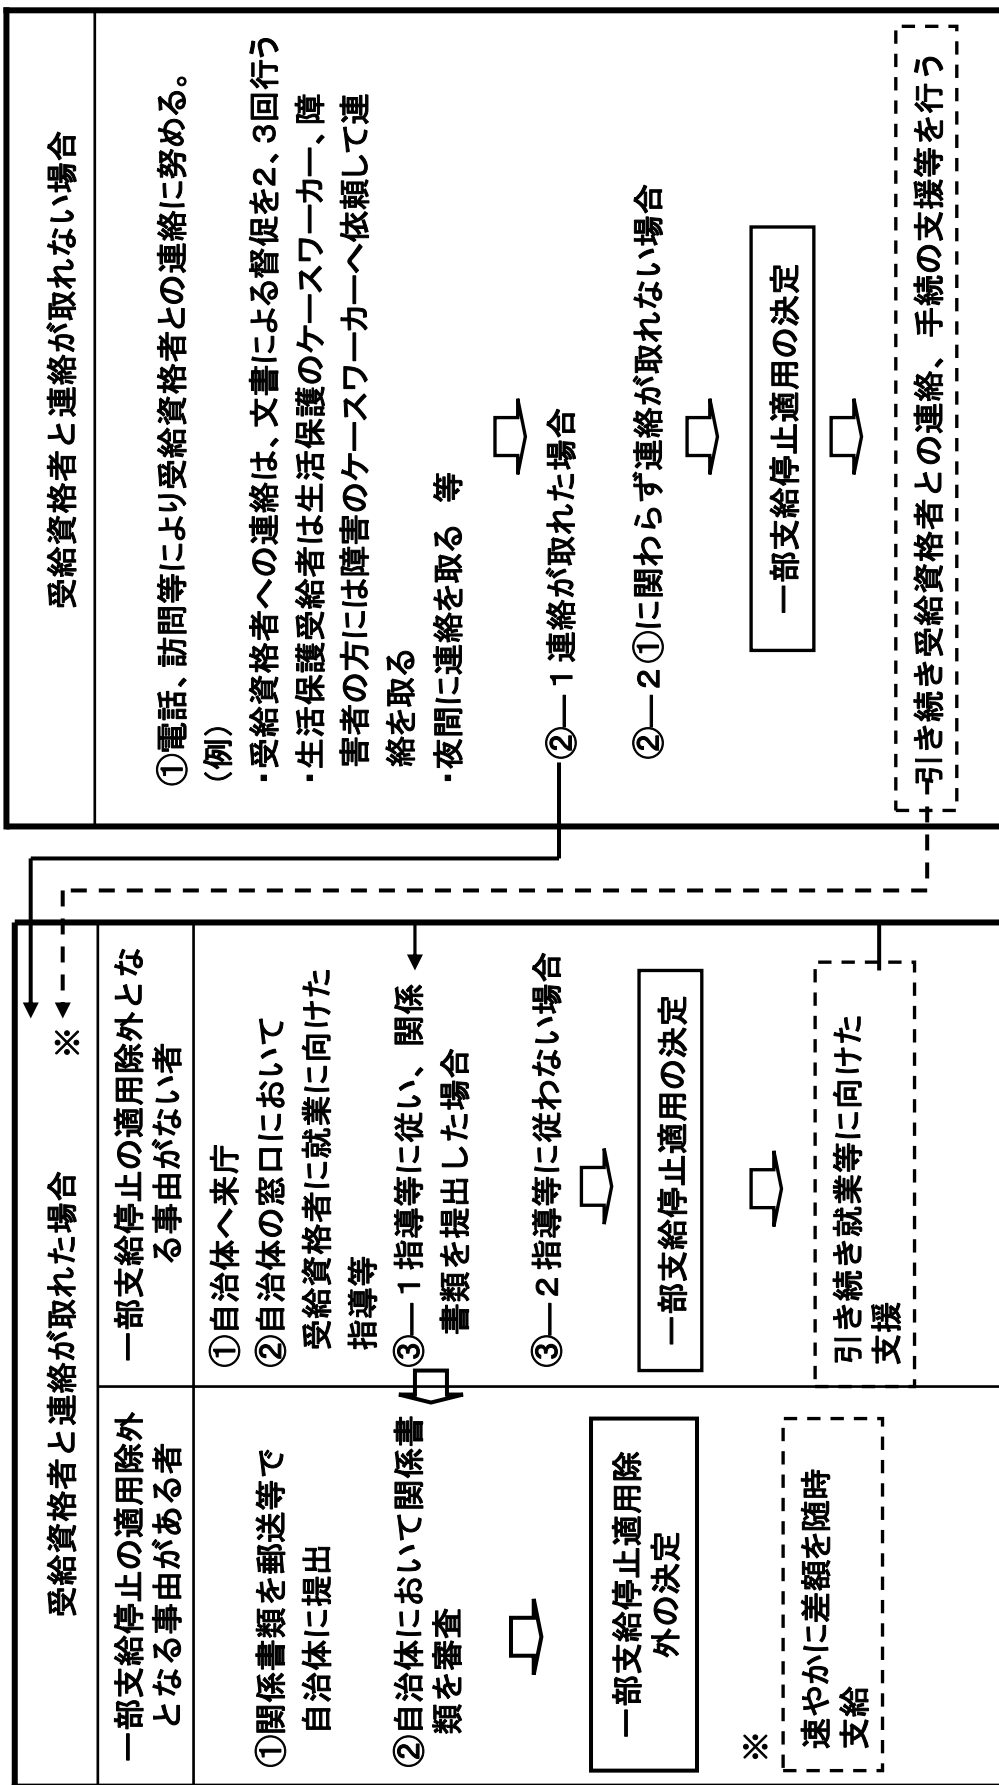 受給資格者と連絡が取れた場合
※
一部支給停止の適用除外
となる事由がある者
①関係書類を郵送等で
自治体に提出
②自治体において関係書
類を審査
一部支給停止適用除
外の決定
※
速やかに差額を随時
支給
一部支給停止の適用除外とな
る事由がない者
①自治体へ来庁
②自治体の窓口において
受給資格者に就業に向けた
指導等
③―1指導等に従い、関係
書類を提出した場合
③―2指導等に従わない場合
一部支給停止適用の決定
引き続き就業等に向けた
支援
受給資格者と連絡が取れない場合
①電話、訪問等により受給資格者との連絡に努める。
(例)
・受給資格者への連絡は、文書による督促を2、3回行う
・生活保護受給者は生活保護のケースワーカー、障
害者の方には障害のケースワーカーへ依頼して連
絡を取る
・夜間に連絡を取る 等
②―1連絡が取れた場合
②―2①に関わらず連絡が取れない場合
一部支給停止適用の決定
引き続き受給資格者との連絡、手続の支援等を行う